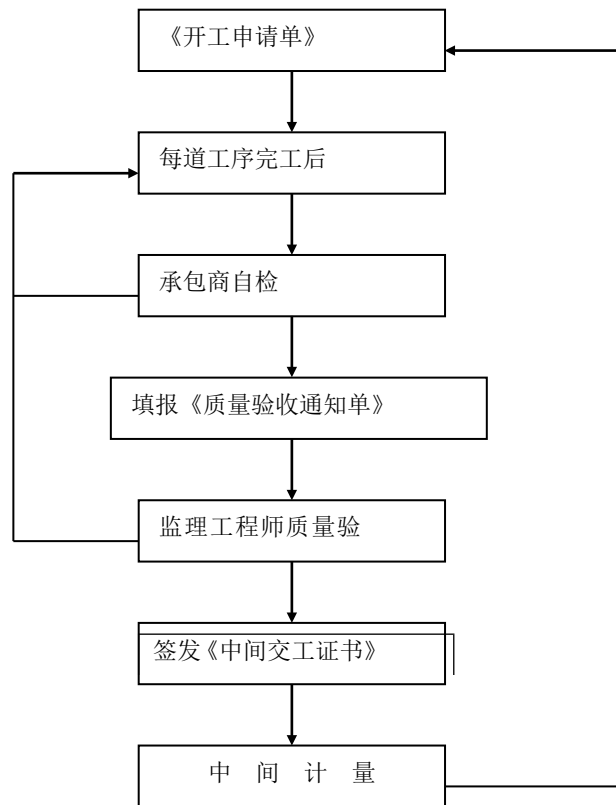 《开工申请单》
每道工序完工后
承包商自检
填报《质量验收通知单》
监理工程师质量验
签发《中间交工证书》
中间计量